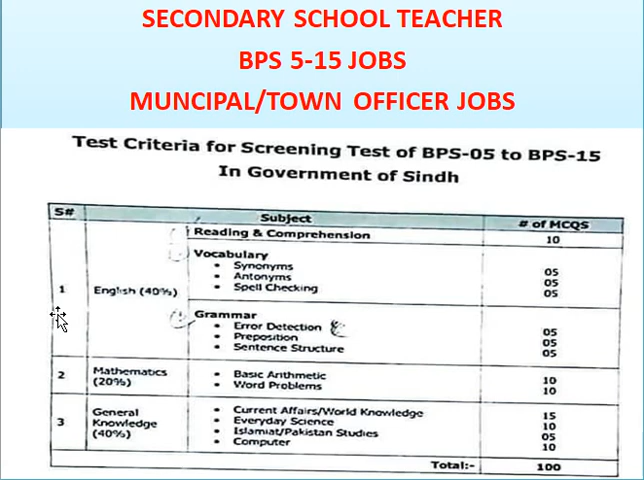 SECONDARY SCHOOL TEACHER
BPS 5-15 JOBS
MUNCIPAL/TOWN OFFICER JOBS
Test Criteria for Screening Test of BPS-05 to BPS-15
In Government of Sindh
S# Subject # of MCQS
Reading & Comprehension 10
Vocabulary
• Synonyms 05
• Antonyms 05
• Spell Checking 05
1 English (40%)
Grammar
• Error Detection 05
• Preposition 05
• Sentence Structure 05
2 Mathematics (20%)
• Basic Arithmetic 10
• Word Problems 10
3 General Knowledge (40%)
• Current Affairs/World Knowledge 15
• Everyday Science 10
• Islamiat/Pakistan Studies 05
• Computer 10
Total:- 100